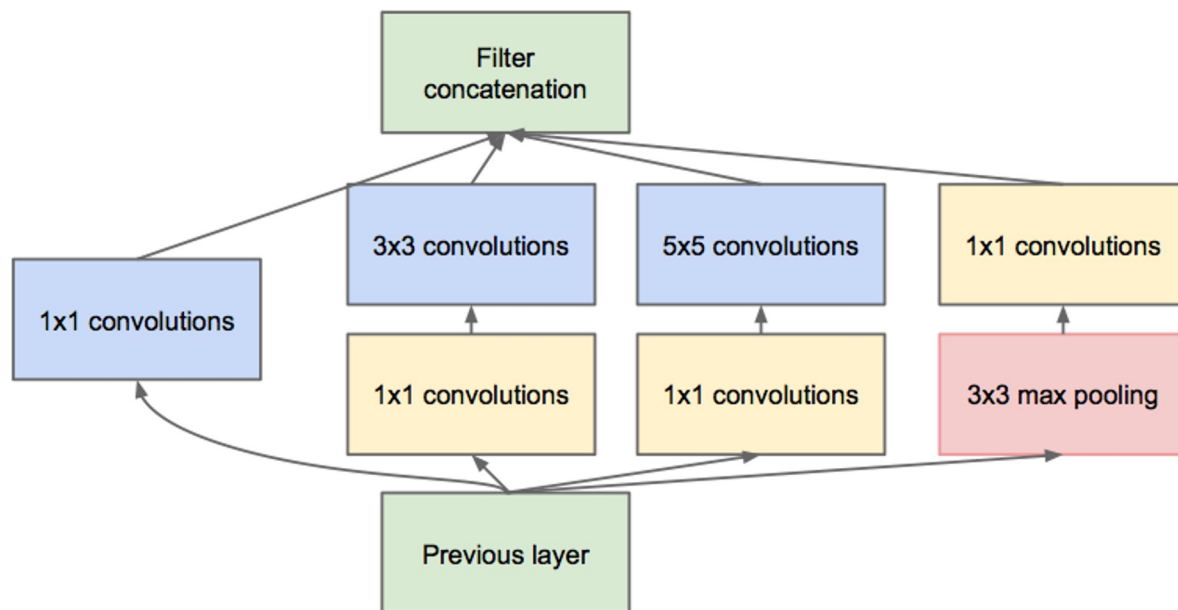 Filter
concatenation
3x3 convolutions
5x5 convolutions
1x1 convolutions
1x1 convolutions
1x1 convolutions
1x1 convolutions
3x3 max pooling
Previous layer